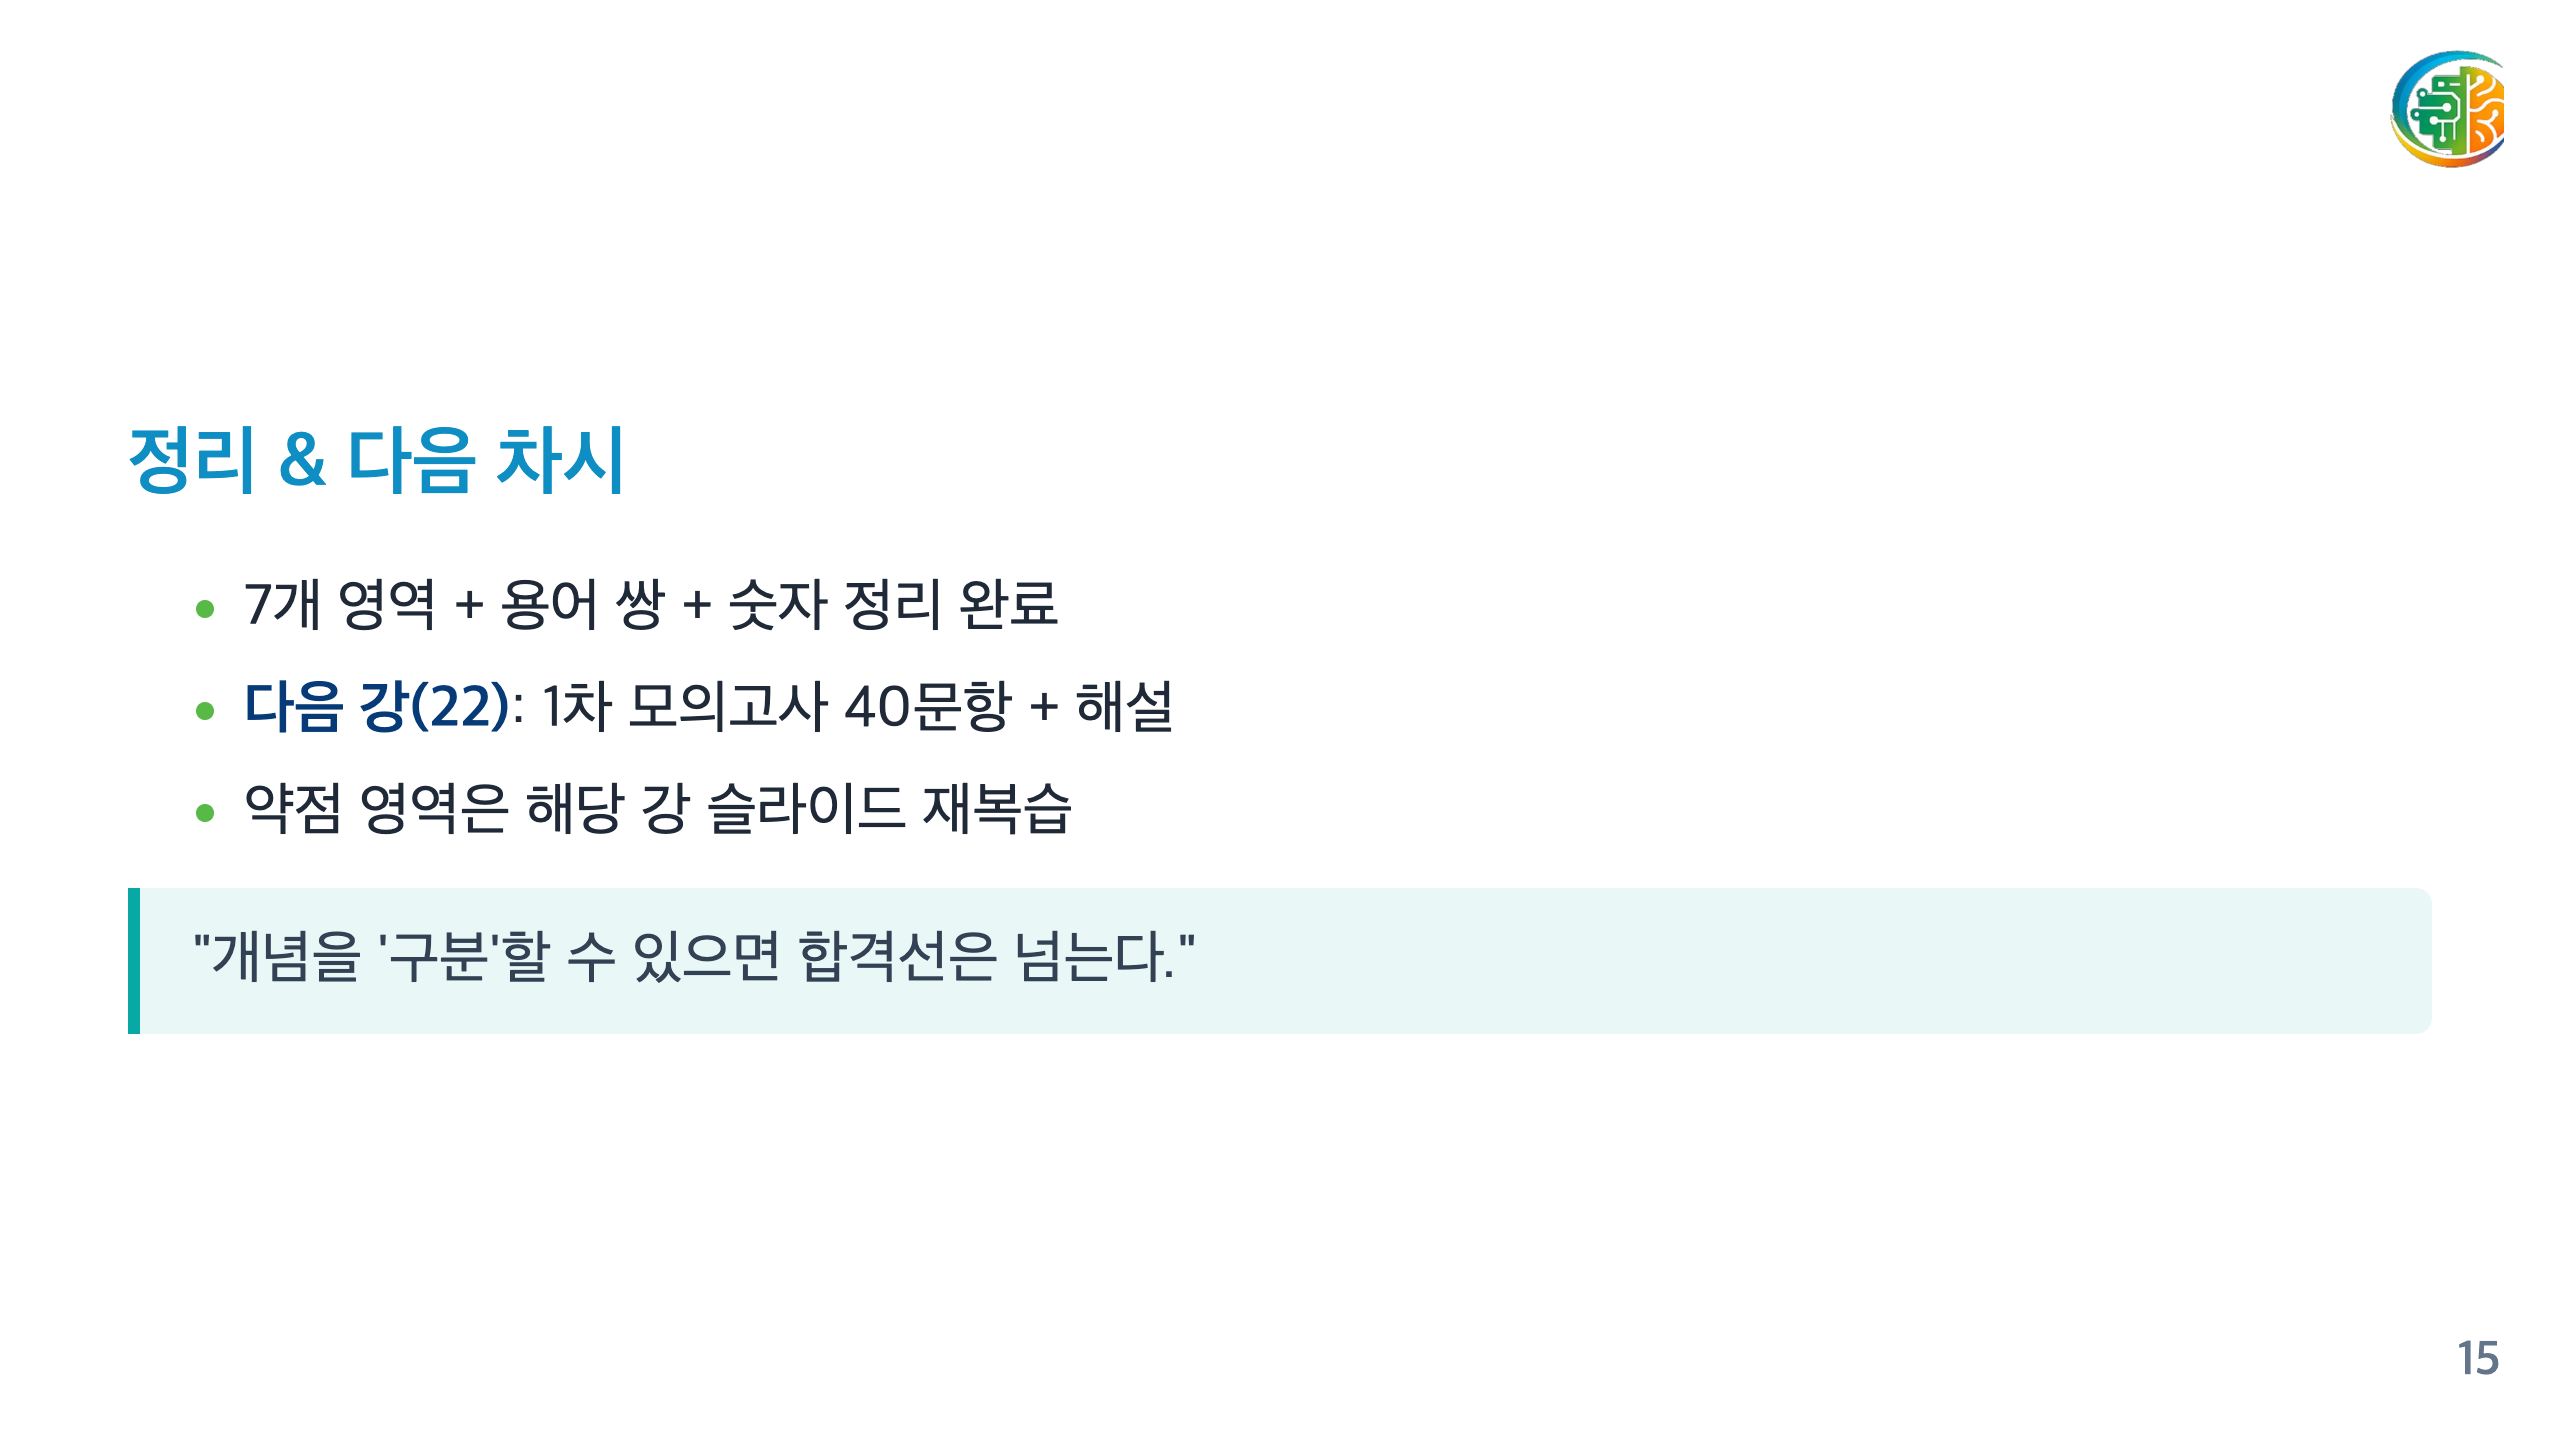 정리 & 다음 차시
7개 영역 + 용어 쌍 + 숫자 정리 완료
다음 강(22): 1차 모의고사 40문항 + 해설
약점 영역은 해당 강 슬라이드 재복습
"개념을 '구분'할 수 있으면 합격선은 넘는다."
15